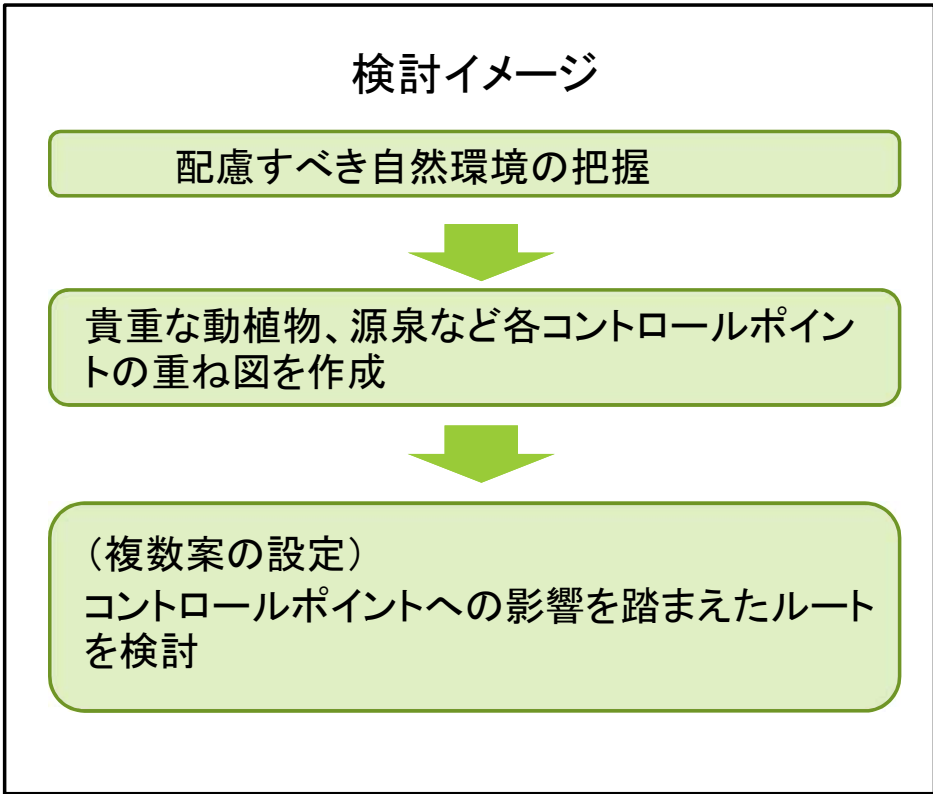 検討イメージ
配慮すべき自然環境の把握
貴重な動植物、源泉など各コントロールポイン
トの重ね図を作成
（複数案の設定）
コントロールポイントへの影響を踏まえたルート
を検討